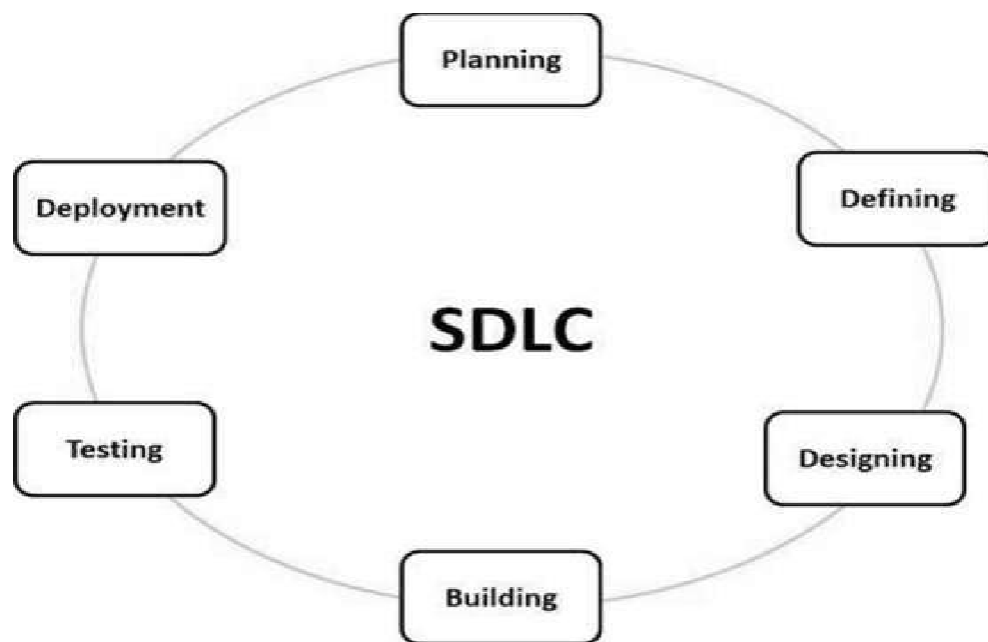 Planning
Deployment
Defining
SDLC
Testing
Designing
Building